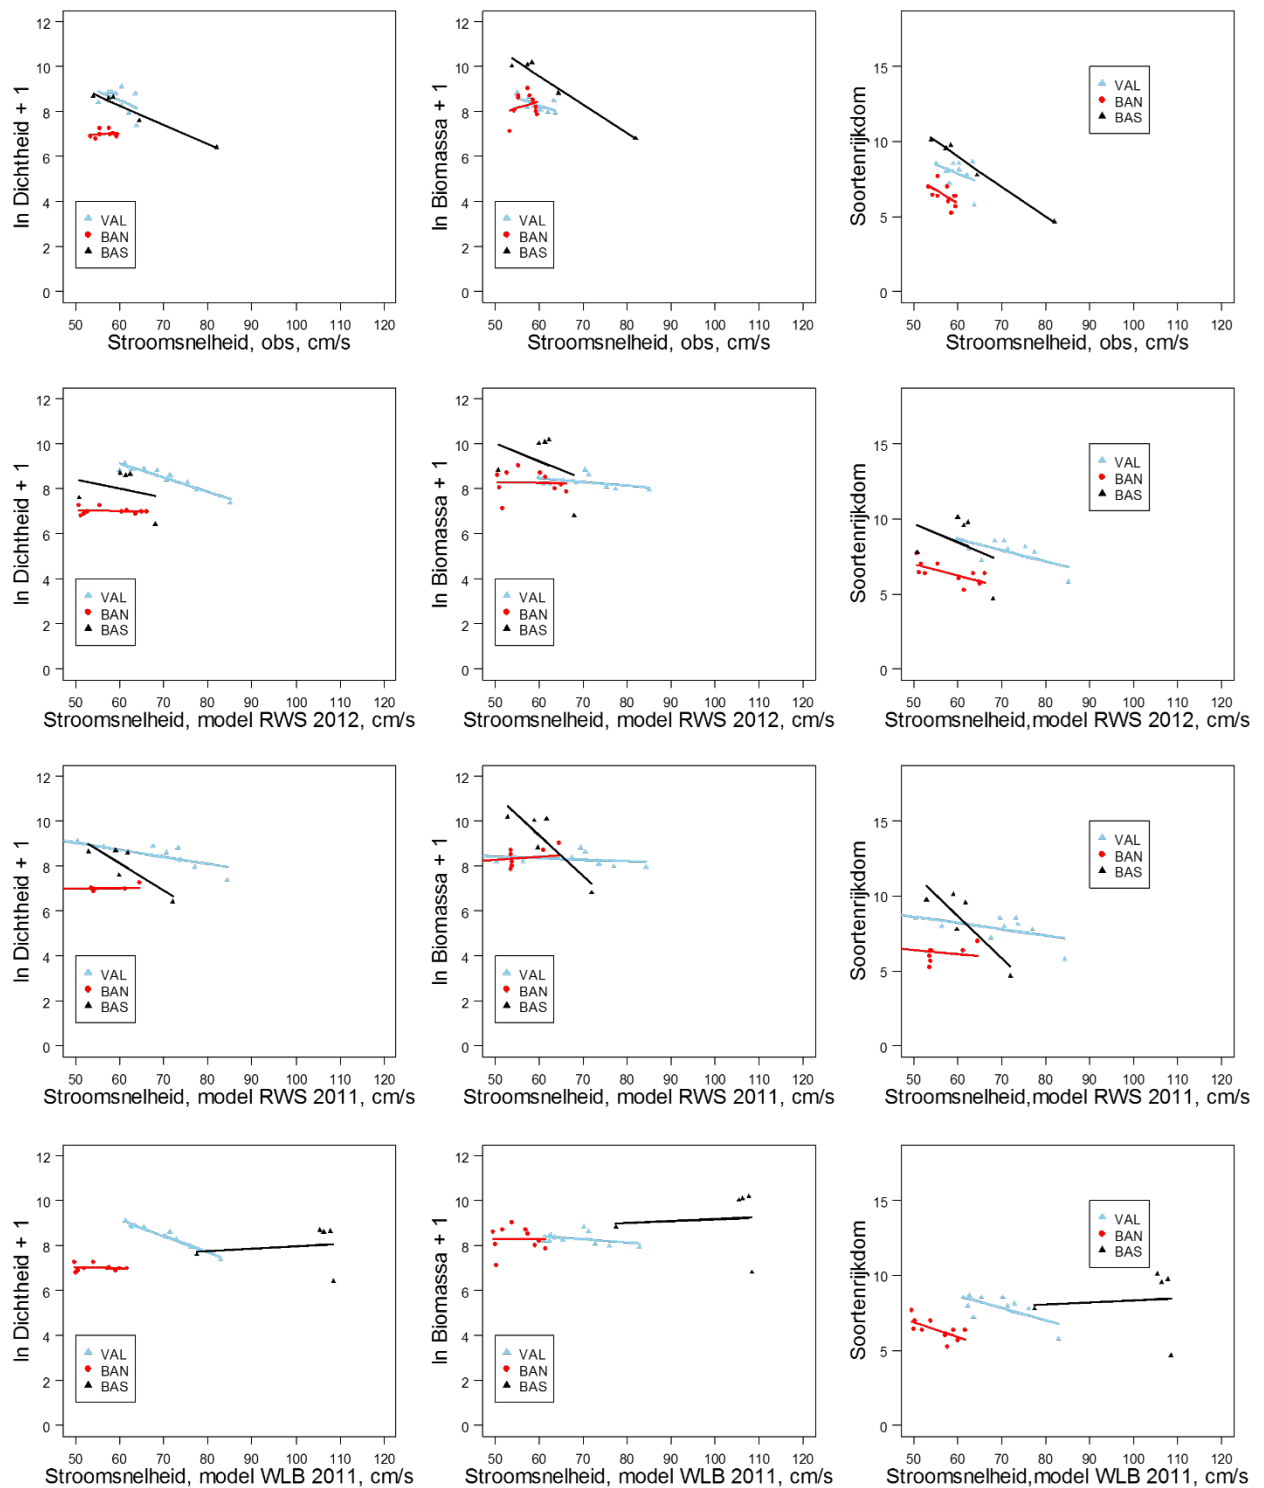 ln Dichtheid + 1
12
10
8
6
4
2
0
VAL
BAN
BAS
50 60 70 80 90 100 110 120
Stroomsnelheid, obs, cm/s
ln Biomassa + 1
12
10
8
6
4
2
0
VAL
BAN
BAS
50 60 70 80 90 100 110 120
Stroomsnelheid, obs, cm/s
Soortenrijkdom
15
10
5
0
VAL
BAN
BAS
50 60 70 80 90 100 110 120
Stroomsnelheid, obs, cm/s
ln Dichtheid + 1
12
10
8
6
4
2
0
VAL
BAN
BAS
50 60 70 80 90 100 110 120
Stroomsnelheid, model RWS 2012, cm/s
ln Biomassa + 1
12
10
8
6
4
2
0
VAL
BAN
BAS
50 60 70 80 90 100 110 120
Stroomsnelheid, model RWS 2012, cm/s
Soortenrijkdom
15
10
5
0
VAL
BAN
BAS
50 60 70 80 90 100 110 120
Stroomsnelheid,model RWS 2012, cm/s
ln Dichtheid + 1
12
10
8
6
4
2
0
VAL
BAN
BAS
50 60 70 80 90 100 110 120
Stroomsnelheid, model RWS 2011, cm/s
ln Biomassa + 1
12
10
8
6
4
2
0
VAL
BAN
BAS
50 60 70 80 90 100 110 120
Stroomsnelheid, model RWS 2011, cm/s
Soortenrijkdom
15
10
5
0
VAL
BAN
BAS
50 60 70 80 90 100 110 120
Stroomsnelheid,model RWS 2011, cm/s
ln Dichtheid + 1
12
10
8
6
4
2
0
VAL
BAN
BAS
50 60 70 80 90 100 110 120
Stroomsnelheid, model WLB 2011, cm/s
ln Biomassa + 1
12
10
8
6
4
2
0
VAL
BAN
BAS
50 60 70 80 90 100 110 120
Stroomsnelheid, model WLB 2011, cm/s
Soortenrijkdom
15
10
5
0
VAL
BAN
BAS
50 60 70 80 90 100 110 120
Stroomsnelheid,model WLB 2011, cm/s